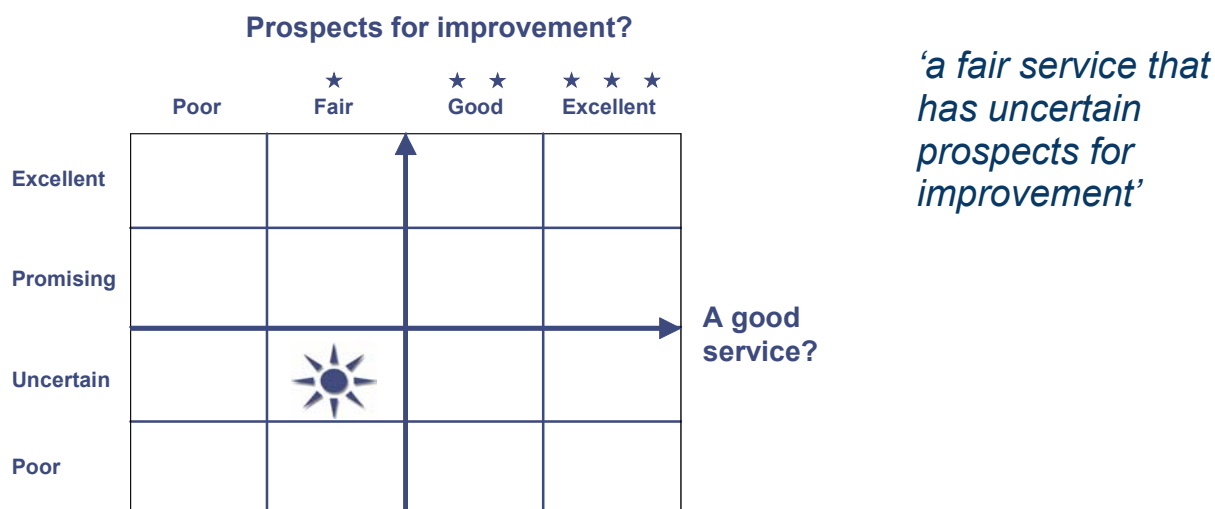 Prospects for improvement?
‘a fair service that
has uncertain
prospects for
improvement’
★ ★ ★ ★ ★ ★
Poor Fair Good Excellent
Excellent
Promising
A good
service?
Uncertain
Poor